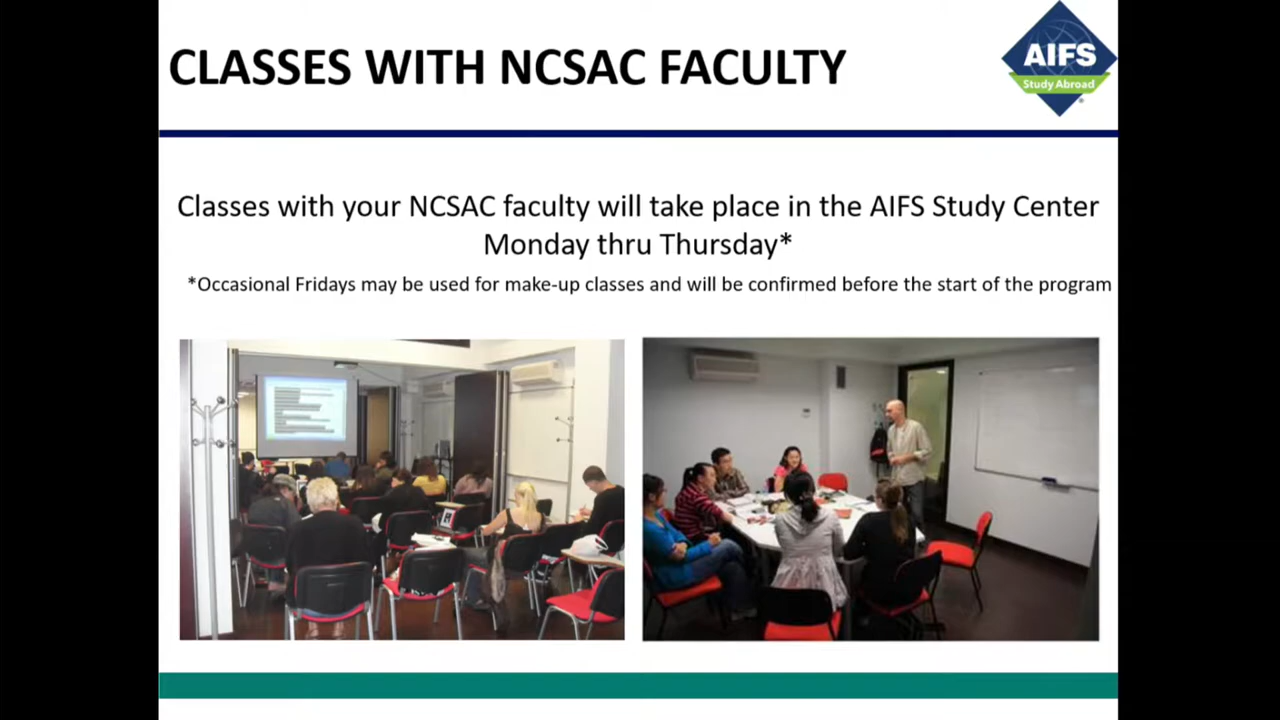 CLASSES WITH NCSAC FACULTY
AIFS
Study Abroad
Classes with your NCSAC faculty will take place in the AIFS Study Center
Monday thru Thursday*
*Occasional Fridays may be used for make-up classes and will be confirmed before the start of the program